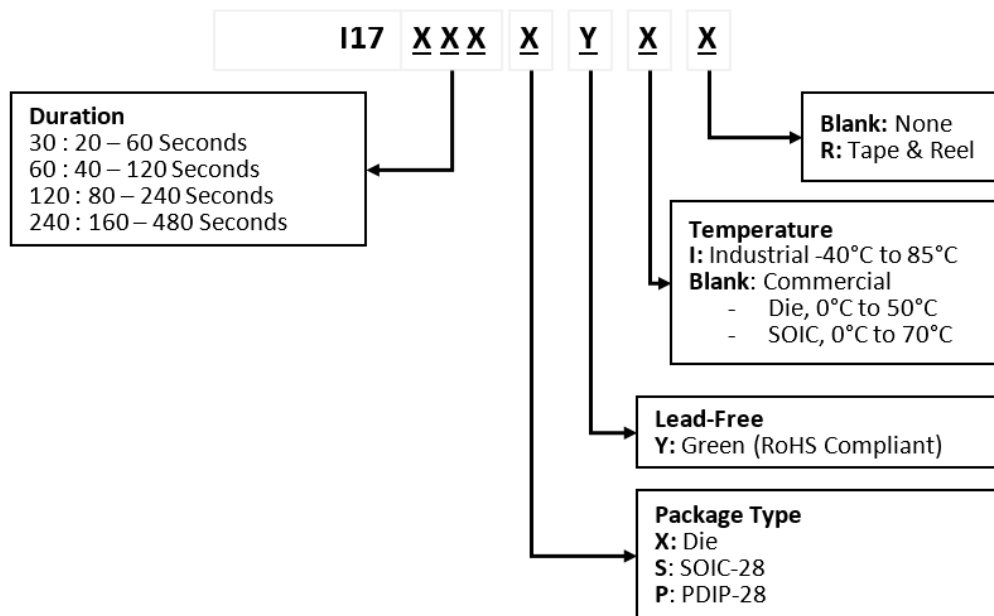 I17 XXX X Y X X
Duration
30 : 20 – 60 Seconds
60 : 40 – 120 Seconds
120 : 80 – 240 Seconds
240 : 160 – 480 Seconds
Blank: None
R: Tape & Reel
Temperature
I: Industrial -40°C to 85°C
Blank: Commercial
- Die, 0°C to 50°C
- SOIC, 0°C to 70°C
Lead-Free
Y: Green (RoHS Compliant)
Package Type
X: Die
S: SOIC-28
P: PDIP-28